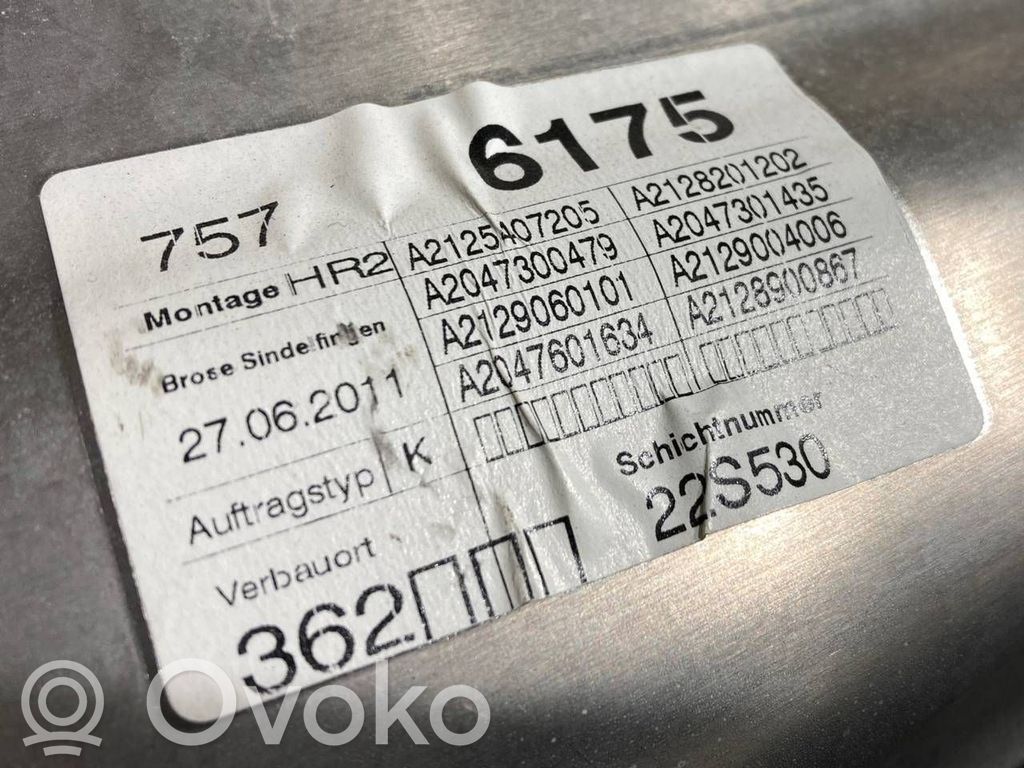 757 6175
Montage HR2 A2125407205 A2128201202
Brose Sindelfingen A2047300479 A2047301435
27.06.2011 A2129060101 A2129004006
Auftragstyp K A2047601634 A2128900867
Verbauort Schichtnummer
362 22S530
Ovoko